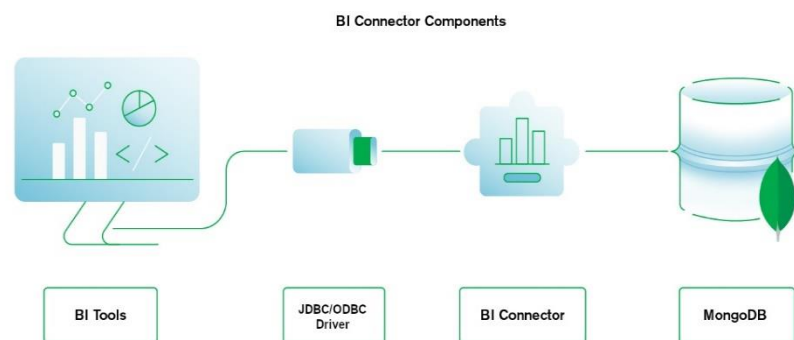 BI Connector Components
BI Tools
JDBC/ODBC
Driver
BI Connector
MongoDB